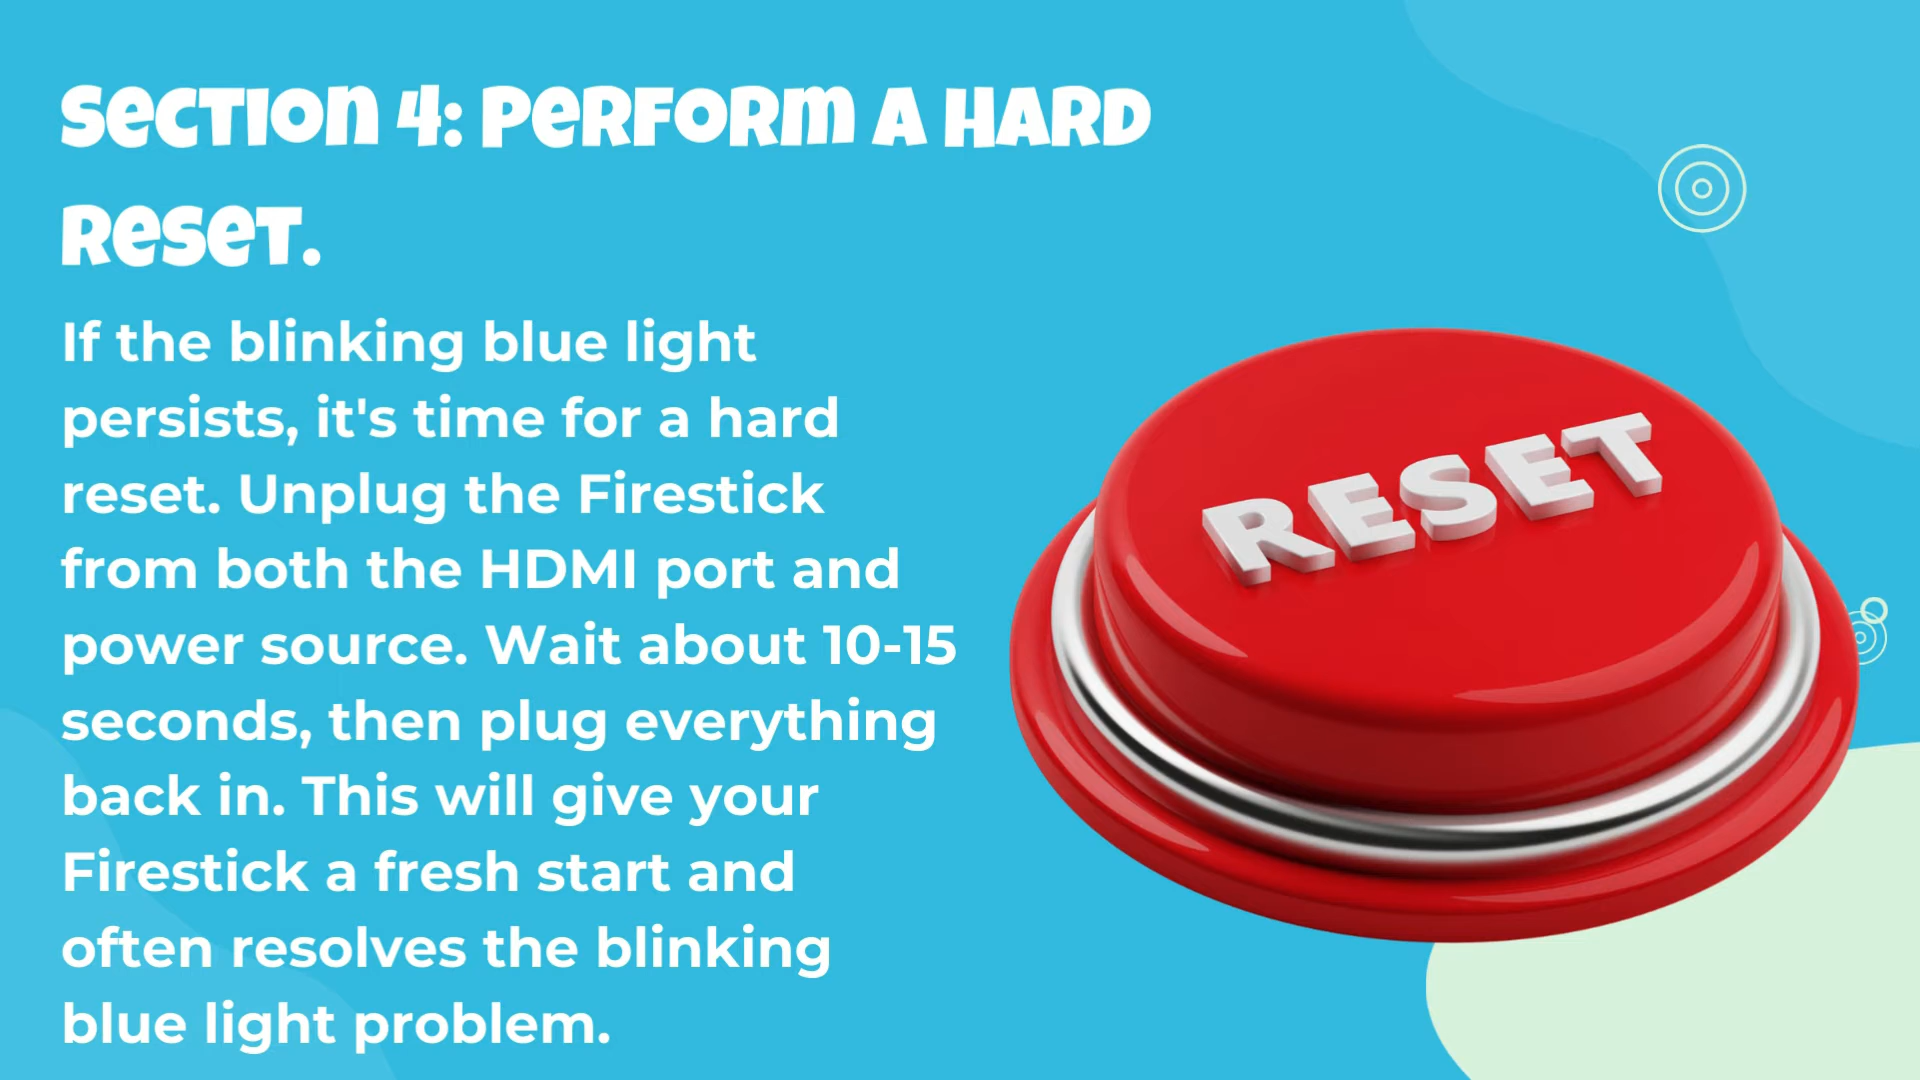 Section 4: Perform a Hard
Reset.
If the blinking blue light
persists, it's time for a hard
reset. Unplug the Firestick
from both the HDMI port and
power source. Wait about 10-15
seconds, then plug everything
back in. This will give your
Firestick a fresh start and
often resolves the blinking
blue light problem.
RESET